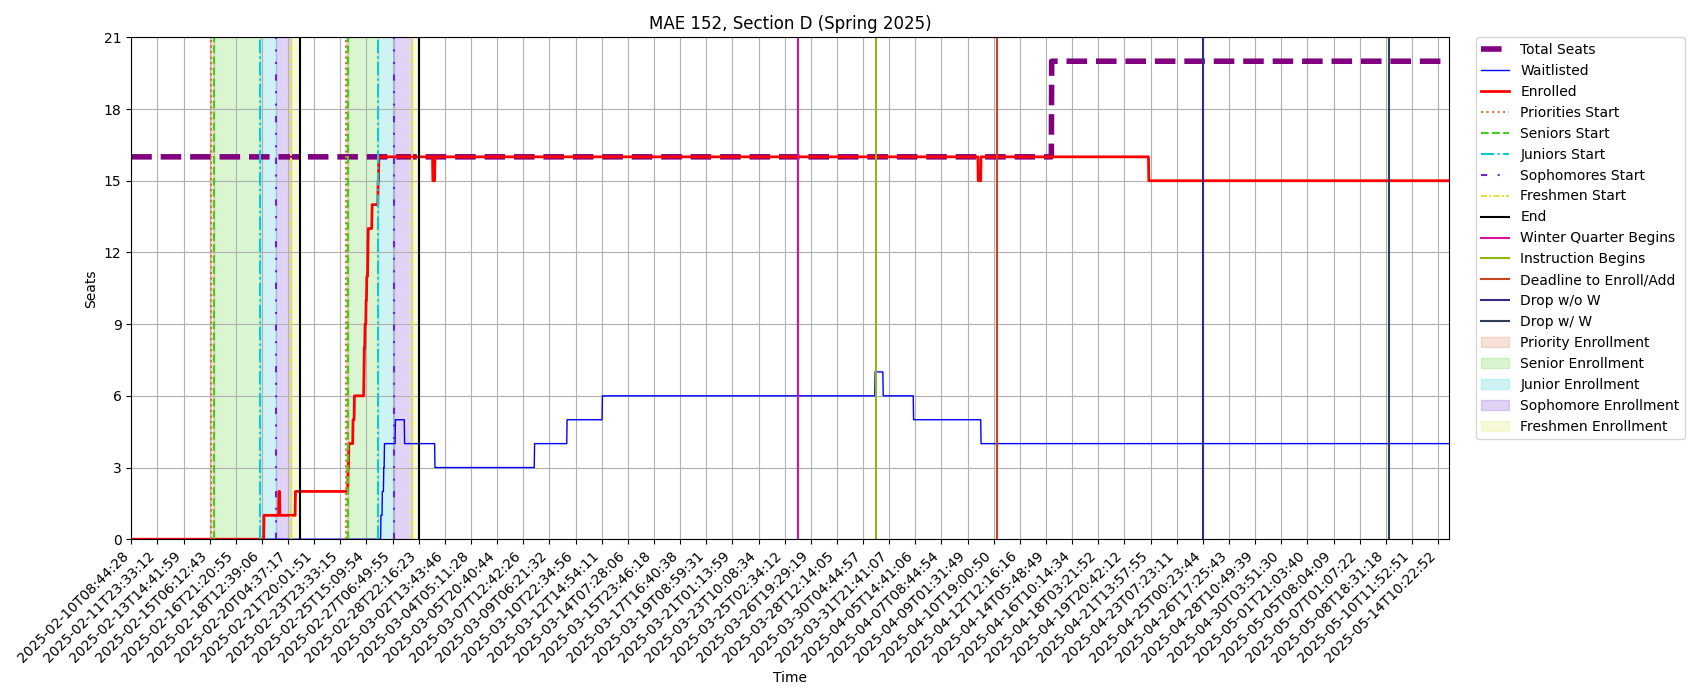 MAE 152, Section D (Spring 2025)
Seats
21
18
15
12
9
6
3
0
2025-02-10T08:44:28
2025-02-11T23:33:12
2025-02-13T14:41:59
2025-02-15T06:12:43
2025-02-16T21:20:55
2025-02-18T12:39:06
2025-02-20T04:37:17
2025-02-21T20:01:51
2025-02-23T23:33:15
2025-02-25T15:09:54
2025-02-27T06:49:55
2025-02-28T22:16:23
2025-03-02T13:43:46
2025-03-04T05:11:28
2025-03-05T20:40:44
2025-03-07T12:42:26
2025-03-09T06:21:32
2025-03-10T22:34:56
2025-03-12T14:54:11
2025-03-14T07:28:06
2025-03-15T23:46:18
2025-03-17T16:40:38
2025-03-19T08:59:31
2025-03-21T01:13:59
2025-03-23T10:08:34
2025-03-25T02:34:12
2025-03-26T19:29:19
2025-03-28T12:14:05
2025-03-30T04:44:57
2025-03-31T21:41:07
2025-04-05T14:41:06
2025-04-07T08:44:54
2025-04-09T01:31:49
2025-04-10T19:00:50
2025-04-12T12:16:16
2025-04-14T05:48:49
2025-04-16T10:14:34
2025-04-18T03:21:52
2025-04-19T20:42:12
2025-04-21T13:57:55
2025-04-23T07:23:11
2025-04-25T00:23:44
2025-04-26T17:25:43
2025-04-28T10:49:39
2025-04-30T03:51:30
2025-05-01T21:03:40
2025-05-05T08:04:09
2025-05-07T01:07:22
2025-05-08T18:31:18
2025-05-10T11:52:51
2025-05-14T10:22:52
Time
Total Seats
Waitlisted
Enrolled
Priorities Start
Seniors Start
Juniors Start
Sophomores Start
Freshmen Start
End
Winter Quarter Begins
Instruction Begins
Deadline to Enroll/Add
Drop w/o W
Drop w/ W
Priority Enrollment
Senior Enrollment
Junior Enrollment
Sophomore Enrollment
Freshmen Enrollment